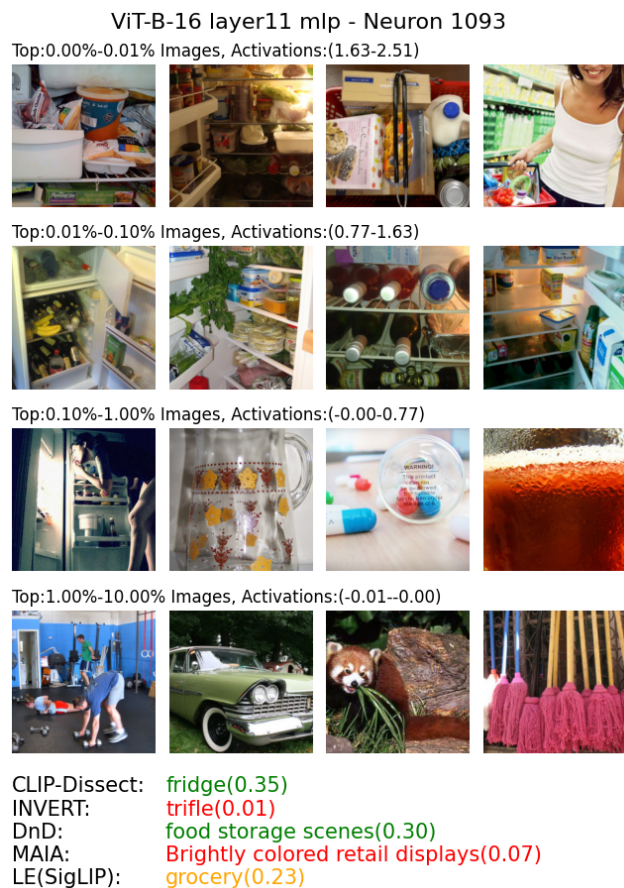 ViT-B-16 layer11 mlp - Neuron 1093
Top:0.00%-0.01% Images, Activations:(1.63-2.51)
Top:0.01%-0.10% Images, Activations:(0.77-1.63)
Top:0.10%-1.00% Images, Activations:(-0.00-0.77)
WARNING!
This product
Top:1.00%-10.00% Images, Activations:(-0.01--0.00)
CLIP-Dissect: fridge(0.35)
INVERT: trifle(0.01)
DnD: food storage scenes(0.30)
MAIA: Brightly colored retail displays(0.07)
LE(SigLIP): grocery(0.23)